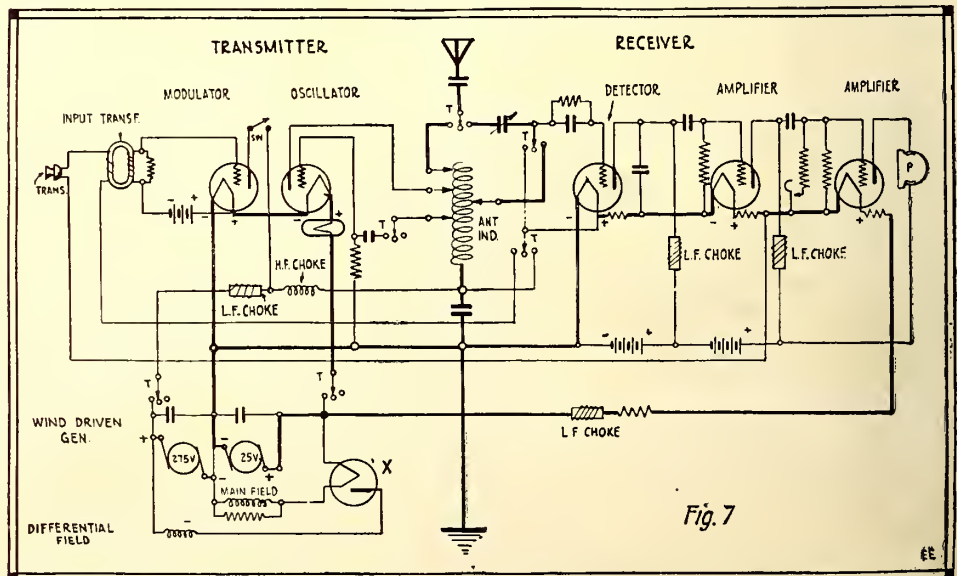 TRANSMITTER
RECEIVER
MODULATOR
OSCILLATOR
DETECTOR
AMPLIFIER
AMPLIFIER
INPUT TRANSF.
SW
T
T
TRANS.
P
T
T
T
ANT
IND.
H.F. CHOKE
L.F. CHOKE
L.F. CHOKE
L.F. CHOKE
T
T
WIND DRIVEN
GEN.
L F CHOKE
275V
25V
X
MAIN FIELD
DIFFERENTIAL
FIELD
Fig. 7
EE